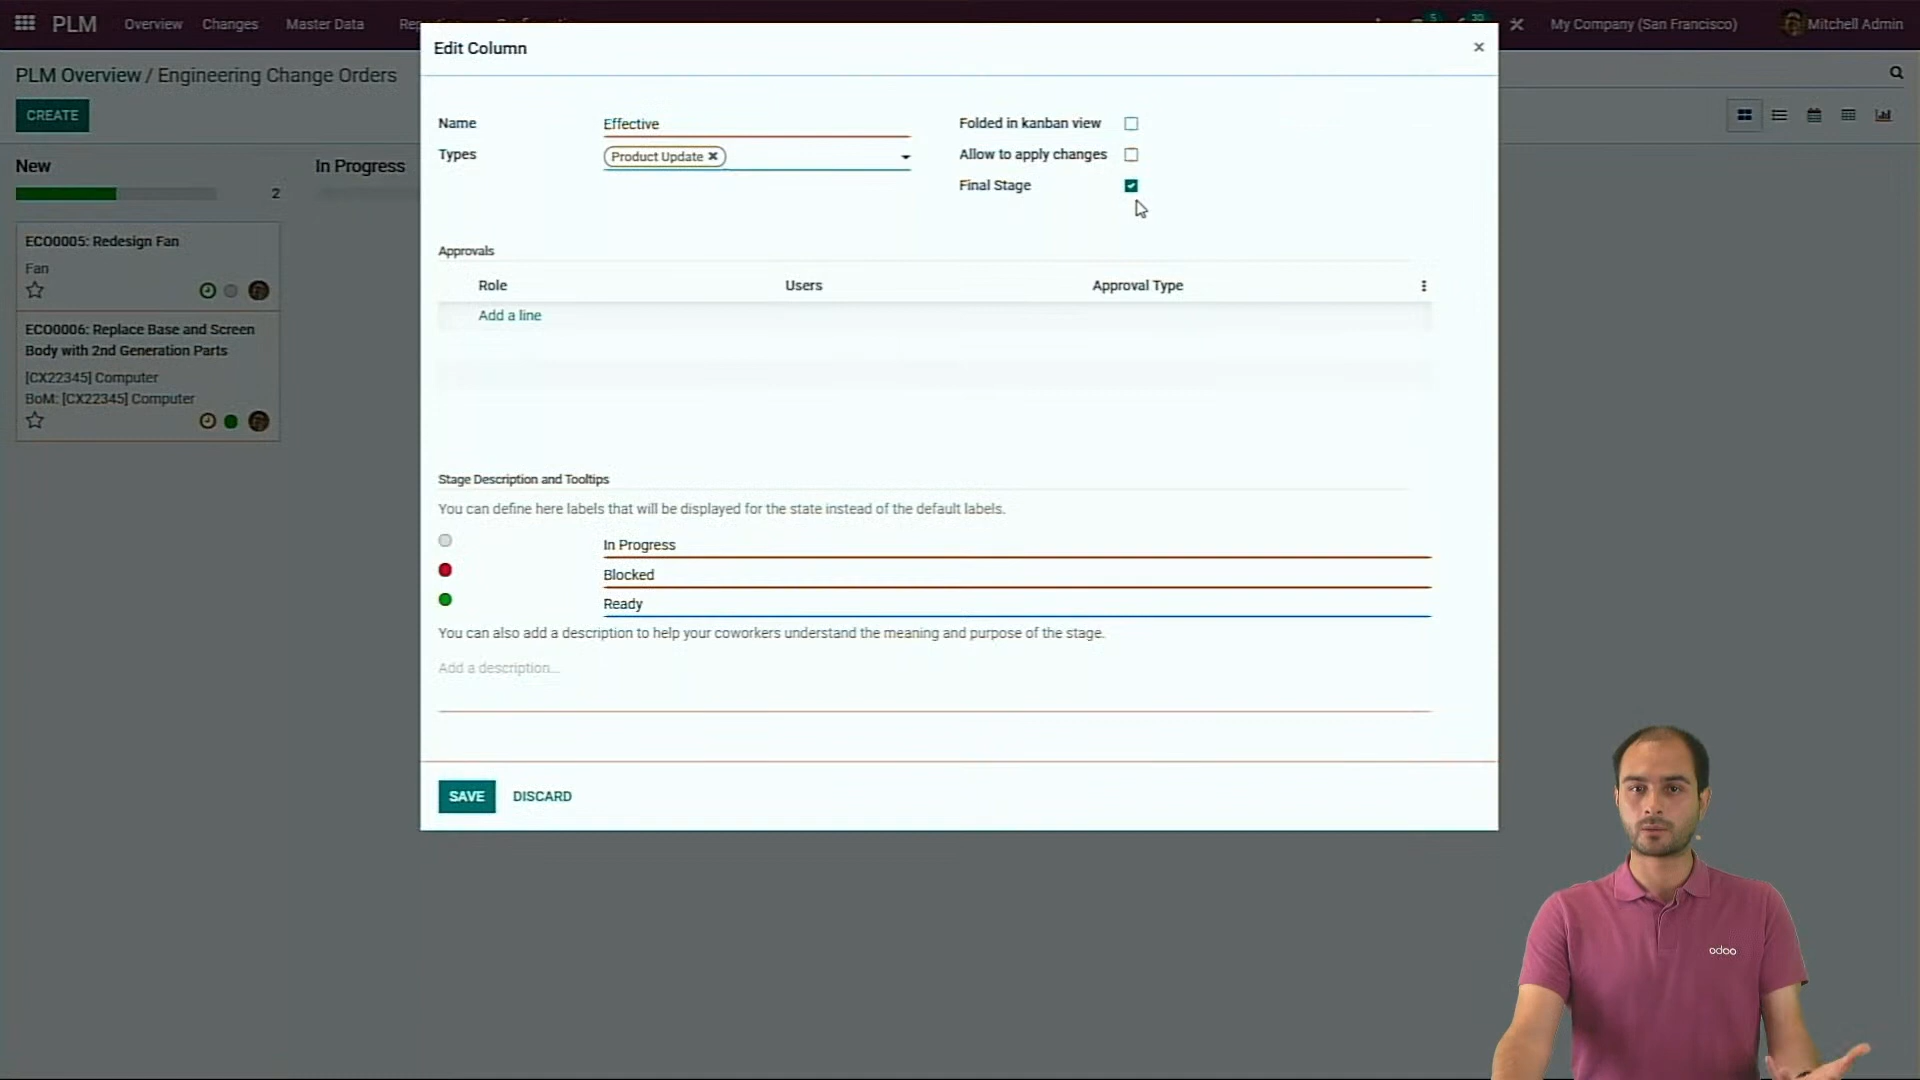 PLM Overview Changes Master Data
5 30 My Company (San Francisco) Mitchell Admin
PLM Overview / Engineering Change Orders
CREATE
New
2
In Progress
ECO0005: Redesign Fan
Fan
ECO0006: Replace Base and Screen
Body with 2nd Generation Parts
[CX22345] Computer
BoM: [CX22345] Computer
Edit Column
Name Effective
Types Product Update
Folded in kanban view
Allow to apply changes
Final Stage
Approvals
Role Users Approval Type
Add a line
Stage Description and Tooltips
You can define here labels that will be displayed for the state instead of the default labels.
In Progress
Blocked
Ready
You can also add a description to help your coworkers understand the meaning and purpose of the stage.
Add a description...
SAVE DISCARD
odoo